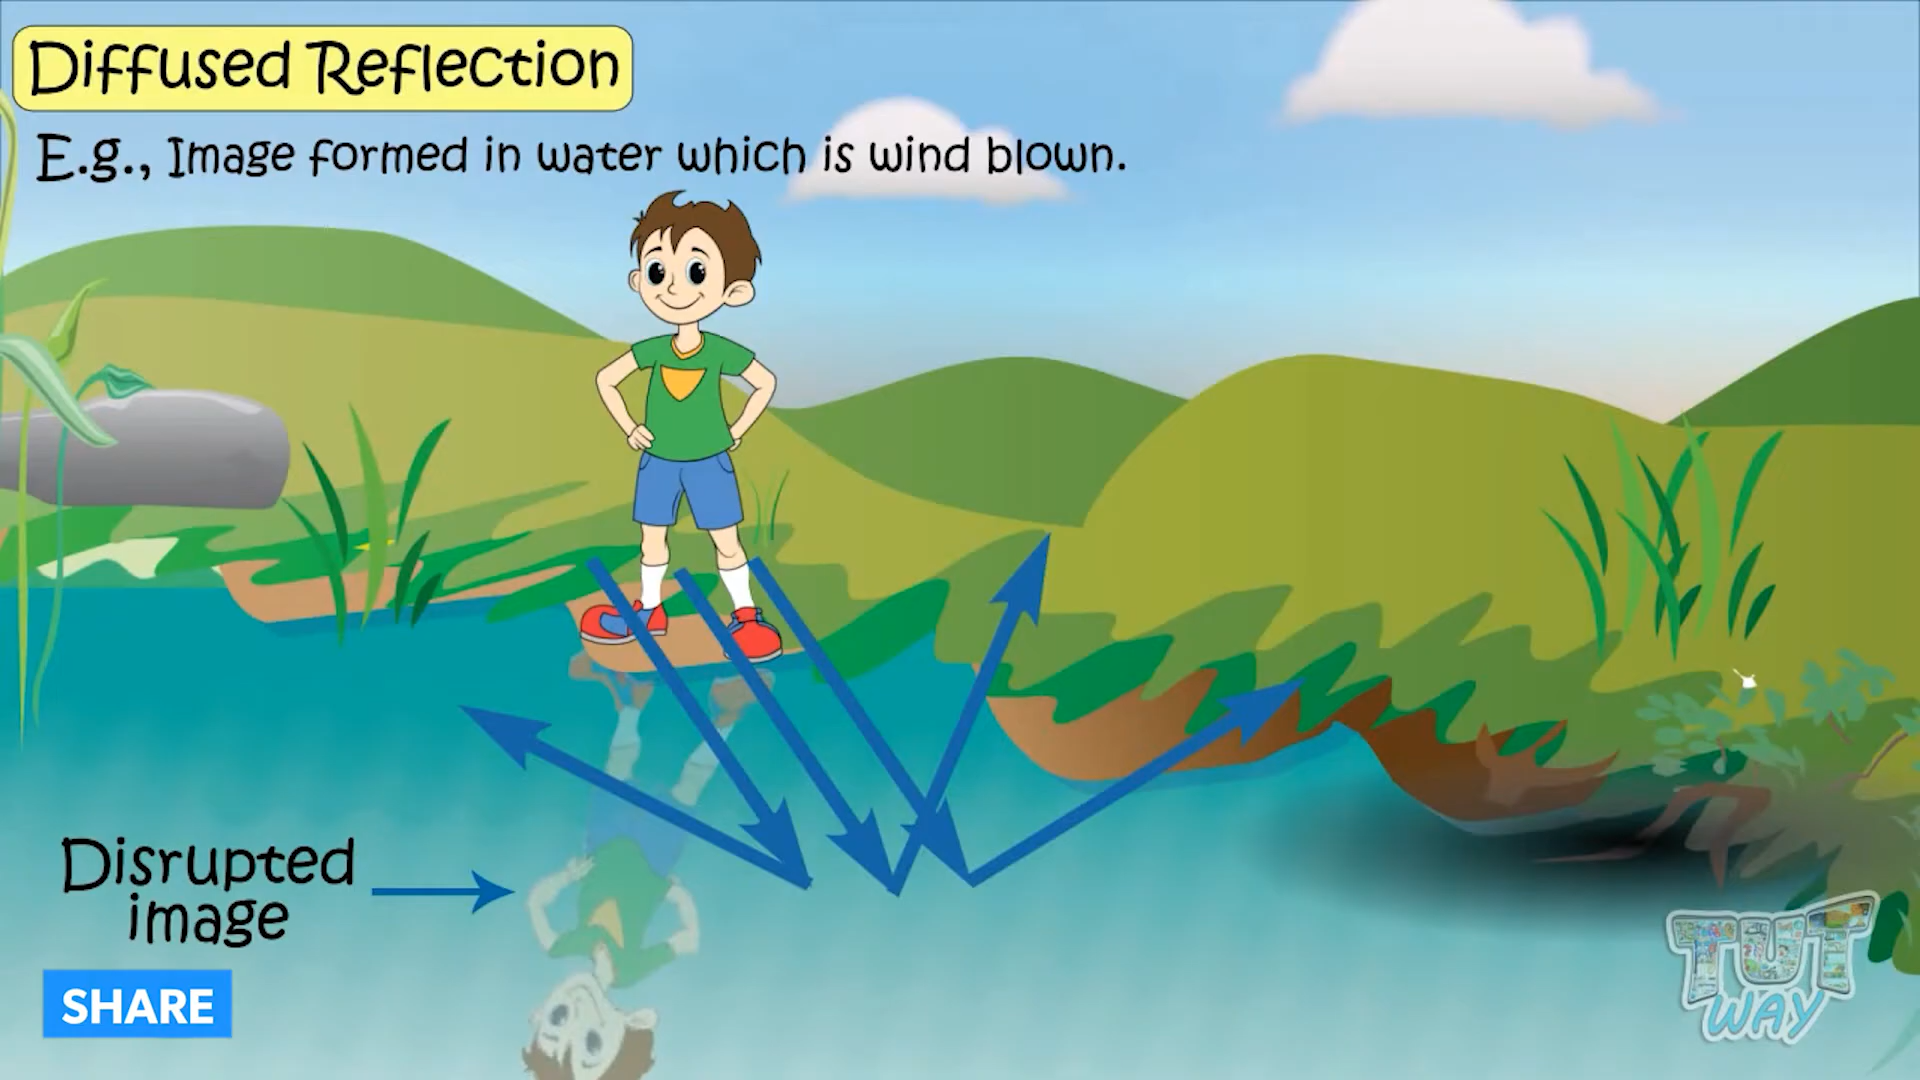 Diffused Reflection
E.g., Image formed in water which is wind blown.
Disrupted
image
SHARE
TUT
WAY